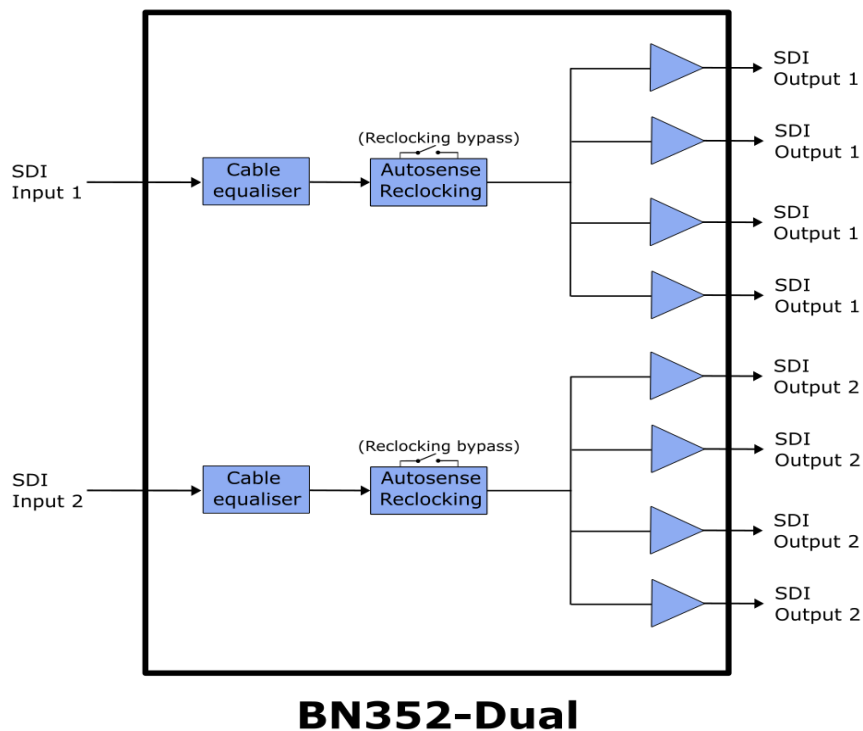 SDI
Output 1
SDI
Output 1
(Reclocking bypass)
SDI
Input 1
Cable
equaliser
Autosense
Reclocking
SDI
Output 1
SDI
Output 1
SDI
Output 2
SDI
Output 2
(Reclocking bypass)
SDI
Input 2
Cable
equaliser
Autosense
Reclocking
SDI
Output 2
SDI
Output 2
BN352-Dual